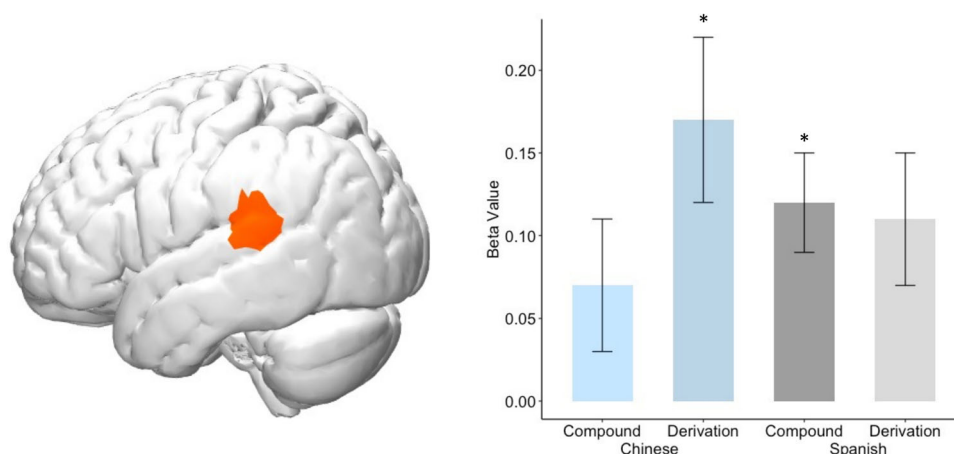 *
*
0.20
0.15
0.10
0.05
0.00
Beta Value
Compound Derivation Compound Derivation
Chinese Spanish